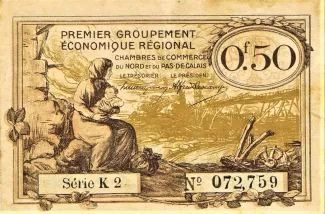 PREMIER GROUPEMENT
ÉCONOMIQUE RÉGIONAL
CHAMBRES DE COMMERCE
DU NORD ET DU PAS-DE-CALAIS
LE TRÉSORIER LE PRÉSIDENT
0f.50
Série K 2
No 072,759